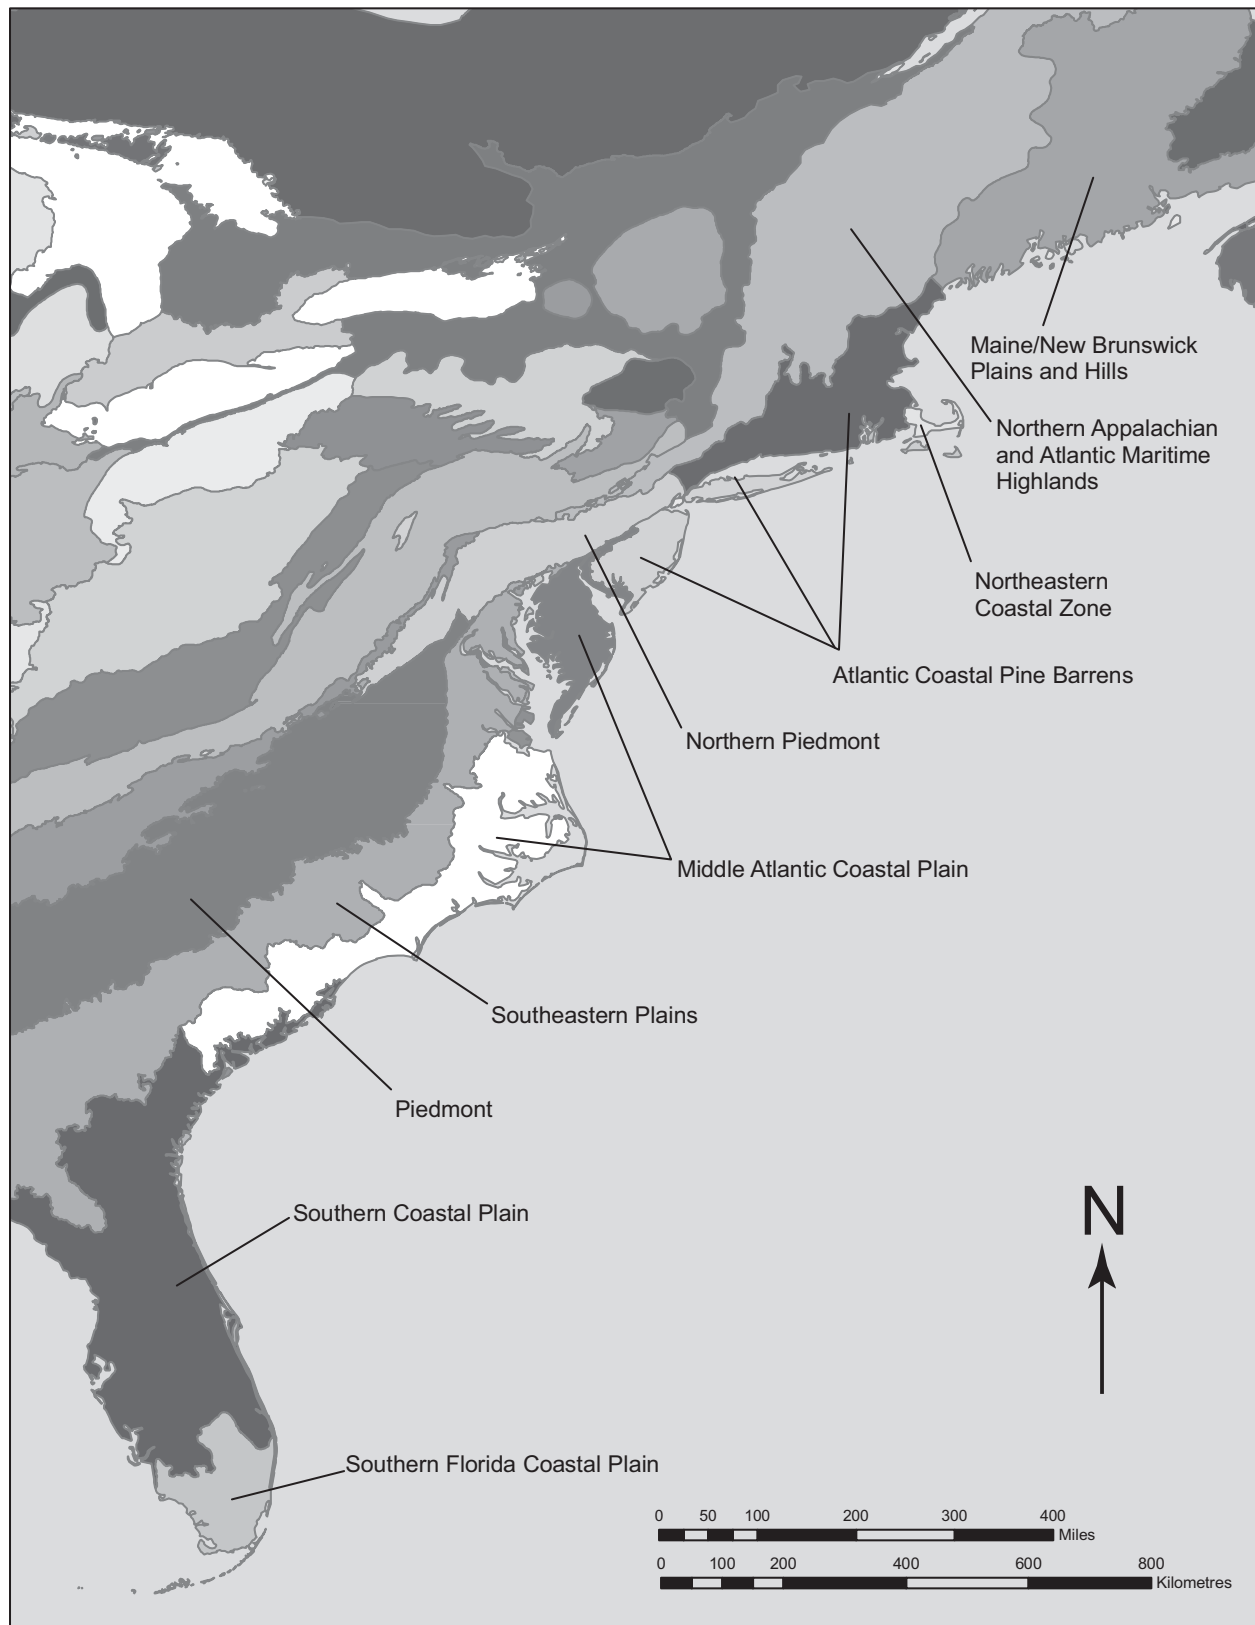 Maine/New Brunswick
Plains and Hills
Northern Appalachian
and Atlantic Maritime
Highlands
Northeastern
Coastal Zone
Atlantic Coastal Pine Barrens
Northern Piedmont
Middle Atlantic Coastal Plain
Southeastern Plains
Piedmont
N
Southern Coastal Plain
Southern Florida Coastal Plain
0 50 100 200 300 400
Miles
0 100 200 400 600 800
Kilometres